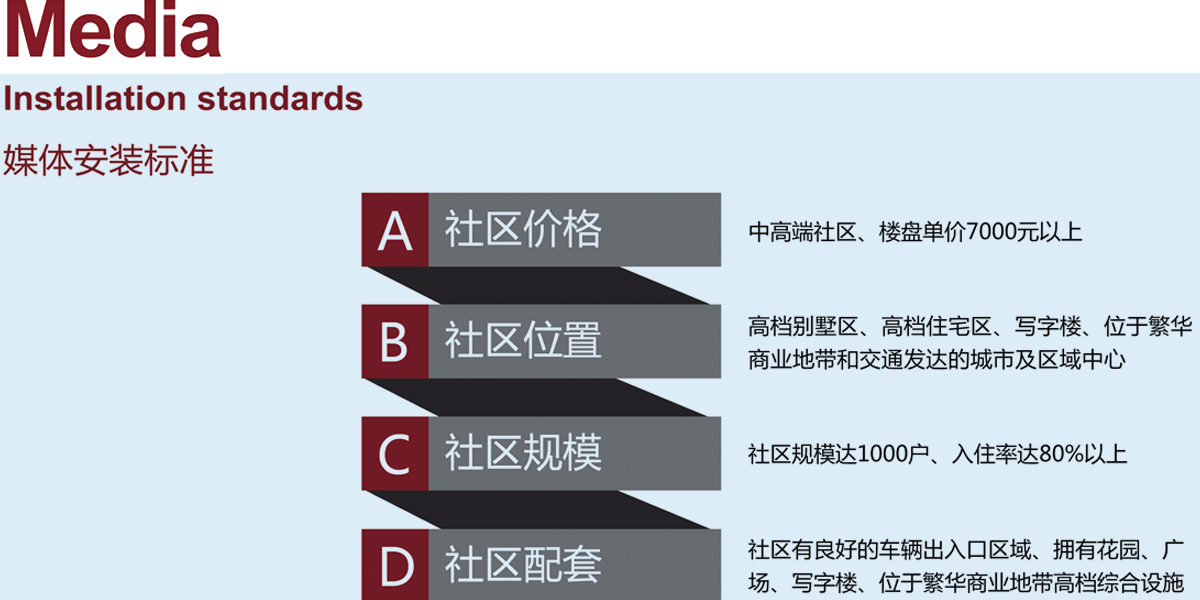 Media
Installation standards
媒体安装标准
A 社区价格
中高端社区、楼盘单价7000元以上
B 社区位置
高档别墅区、高档住宅区、写字楼、位于繁华
商业地带和交通发达的城市及区域中心
C 社区规模
社区规模达1000户、入住率达80%以上
D 社区配套
社区有良好的车辆出入口区域、拥有花园、广
场、写字楼、位于繁华商业地带高档综合设施